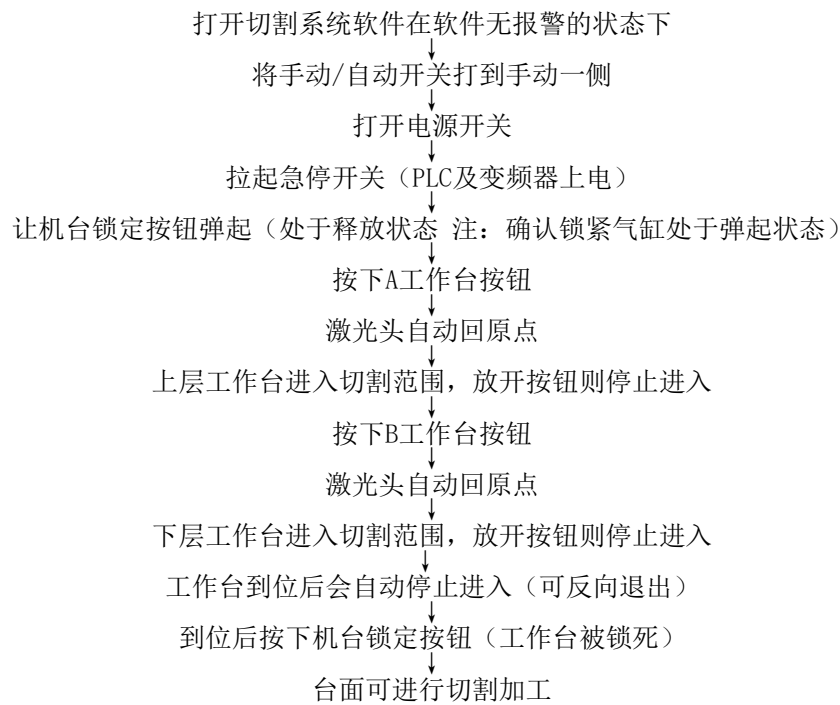 打开切割系统软件在软件无报警的状态下
将手动/自动开关打到手动一侧
打开电源开关
拉起急停开关（PLC及变频器上电）
让机台锁定按钮弹起（处于释放状态 注：确认锁紧气缸处于弹起状态）
按下A工作台按钮
激光头自动回原点
上层工作台进入切割范围，放开按钮则停止进入
按下B工作台按钮
激光头自动回原点
下层工作台进入切割范围，放开按钮则停止进入
工作台到位后会自动停止进入（可反向退出）
到位后按下机台锁定按钮（工作台被锁死）
台面可进行切割加工